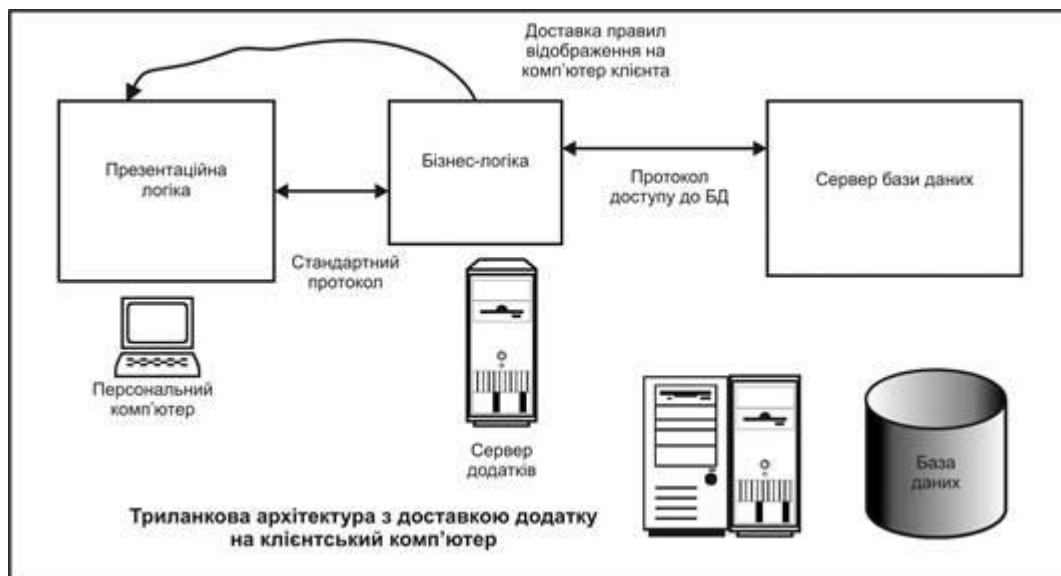 Доставка правил
відображення на
комп'ютер клієнта
Презентаційна
логіка
Бізнес-логіка
Сервер бази даних
Протокол
доступу до БД
Стандартний
протокол
Персональний
комп'ютер
Сервер
додатків
База
даних
Триланкова архітектура з доставкою додатку
на клієнтський комп'ютер